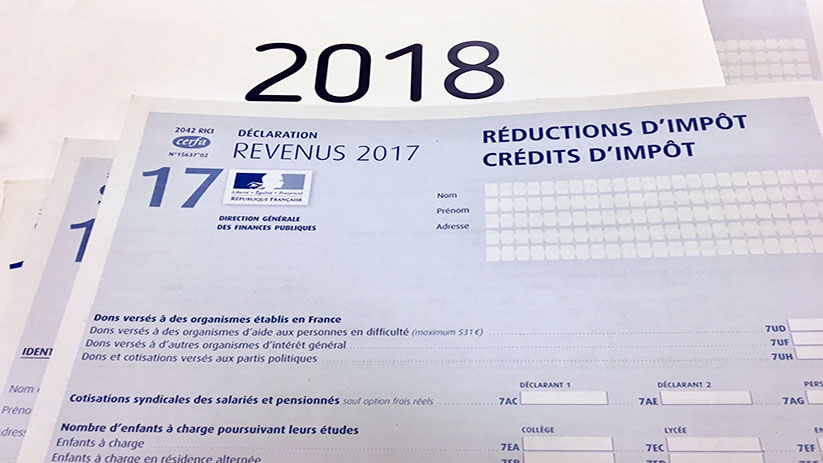 2018
2042 RICI
cerfa
N°15637*02
DÉCLARATION
REVENUS 2017
17
Liberté • Égalité • Fraternité
RÉPUBLIQUE FRANÇAISE
DIRECTION GÉNÉRALE
DES FINANCES PUBLIQUES
RÉDUCTIONS D'IMPÔT
CRÉDITS D'IMPÔT
Nom
Prénom
Adresse
Dons versés à des organismes établis en France
Dons versés à des organismes d'aide aux personnes en difficulté (maximum 531€) 7UD
Dons versés à d'autres organismes d'intérêt général 7UF
Dons et cotisations versés aux partis politiques 7UH
DÉCLARANT 1 DÉCLARANT 2 PERS
Cotisations syndicales des salariés et pensionnés sauf option frais réels 7AC 7AE 7AG
Nombre d'enfants à charge poursuivant leurs études COLLÈGE LYCÉE
Enfants à charge 7EA 7EC 7EF
Enfants à charge en résidence alternée 7EB 7ED
1
IDENT
Nom
Préno
dress